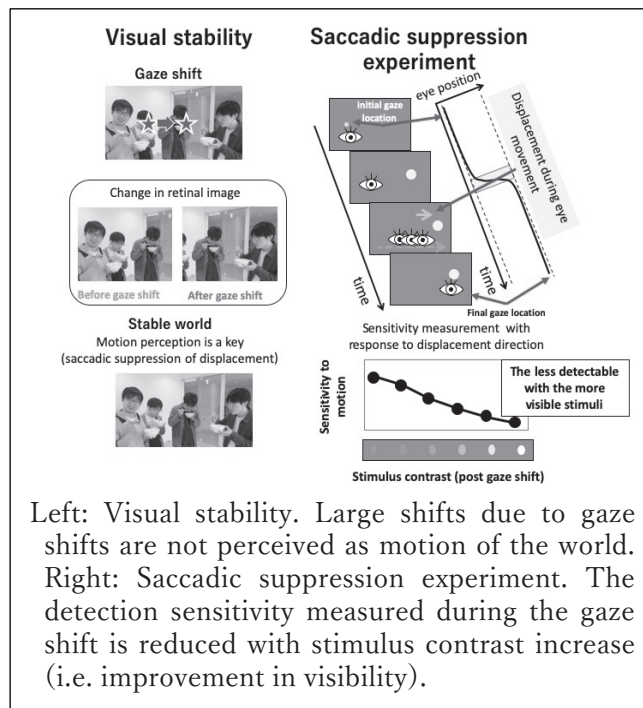 Visual stability
Gaze shift
Change in retinal image
Before gaze shift
After gaze shift
Stable world
Motion perception is a key
(saccadic suppression of displacement)
Saccadic suppression
experiment
eye position
initial gaze
location
Displacement during eye
movement
time
time
Final gaze location
Sensitivity measurement with
response to displacement direction
Sensitivity to
motion
The less detectable
with the more
visible stimuli
Stimulus contrast (post gaze shift)
Left: Visual stability. Large shifts due to gaze
shifts are not perceived as motion of the world.
Right: Saccadic suppression experiment. The
detection sensitivity measured during the gaze
shift is reduced with stimulus contrast increase
(i.e. improvement in visibility).